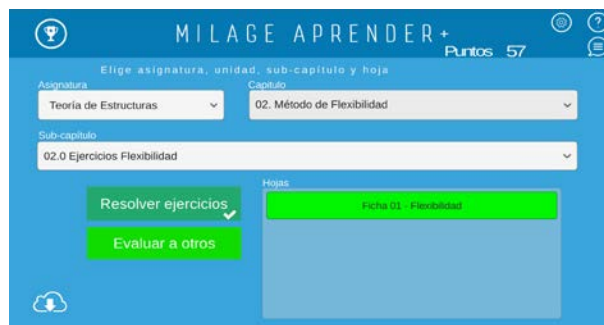 MILAGE APRENDER+
Puntos 57
Elige asignatura, unidad, sub-capítulo y hoja
Asignatura
Capítulo
Teoría de Estructuras
02. Método de Flexibilidad
Sub-capítulo
02.0 Ejercicios Flexibilidad
Hojas
Resolver ejercicios
Ficha 01 - Flexibilidad
Evaluar a otros